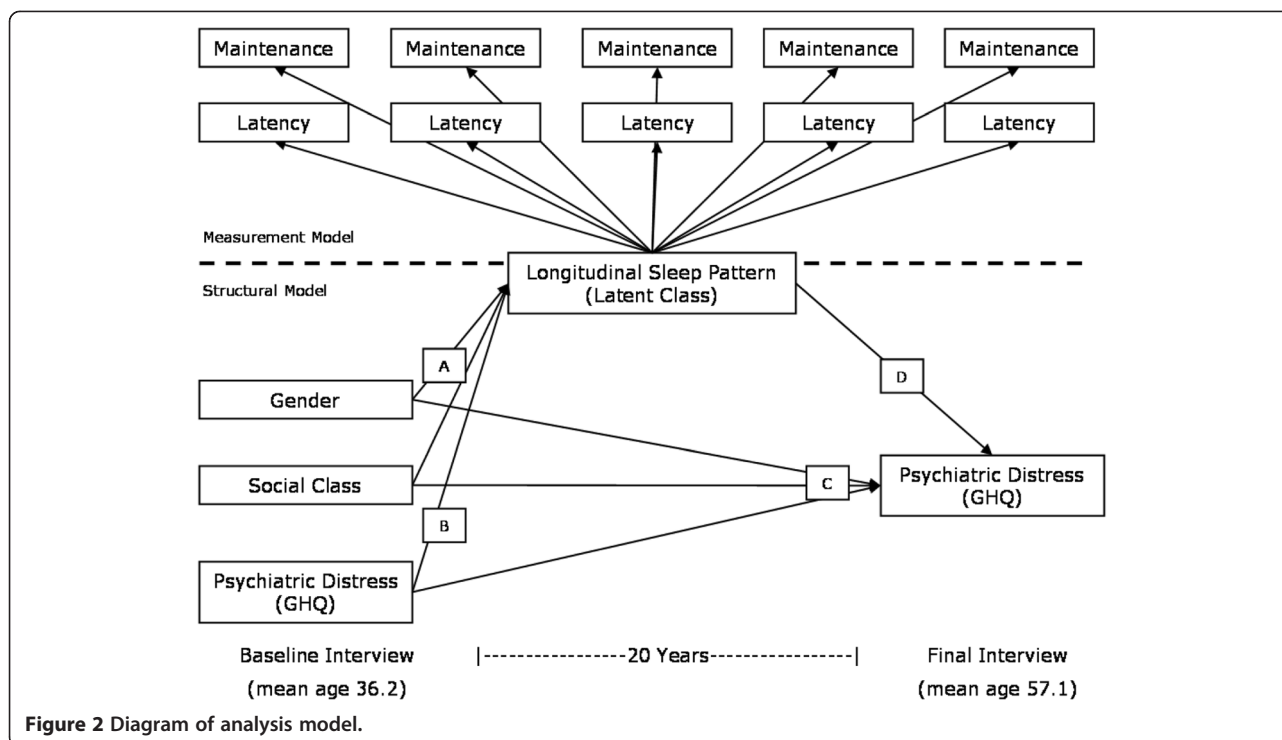 Maintenance Maintenance Maintenance Maintenance Maintenance
Latency Latency Latency Latency Latency
Measurement Model
Structural Model
Longitudinal Sleep Pattern
(Latent Class)
A
D
Gender
Social Class
C
Psychiatric Distress
(GHQ)
B
Psychiatric Distress
(GHQ)
Baseline Interview |-----------------20 Years--------------| Final Interview
(mean age 36.2) (mean age 57.1)
Figure 2 Diagram of analysis model.